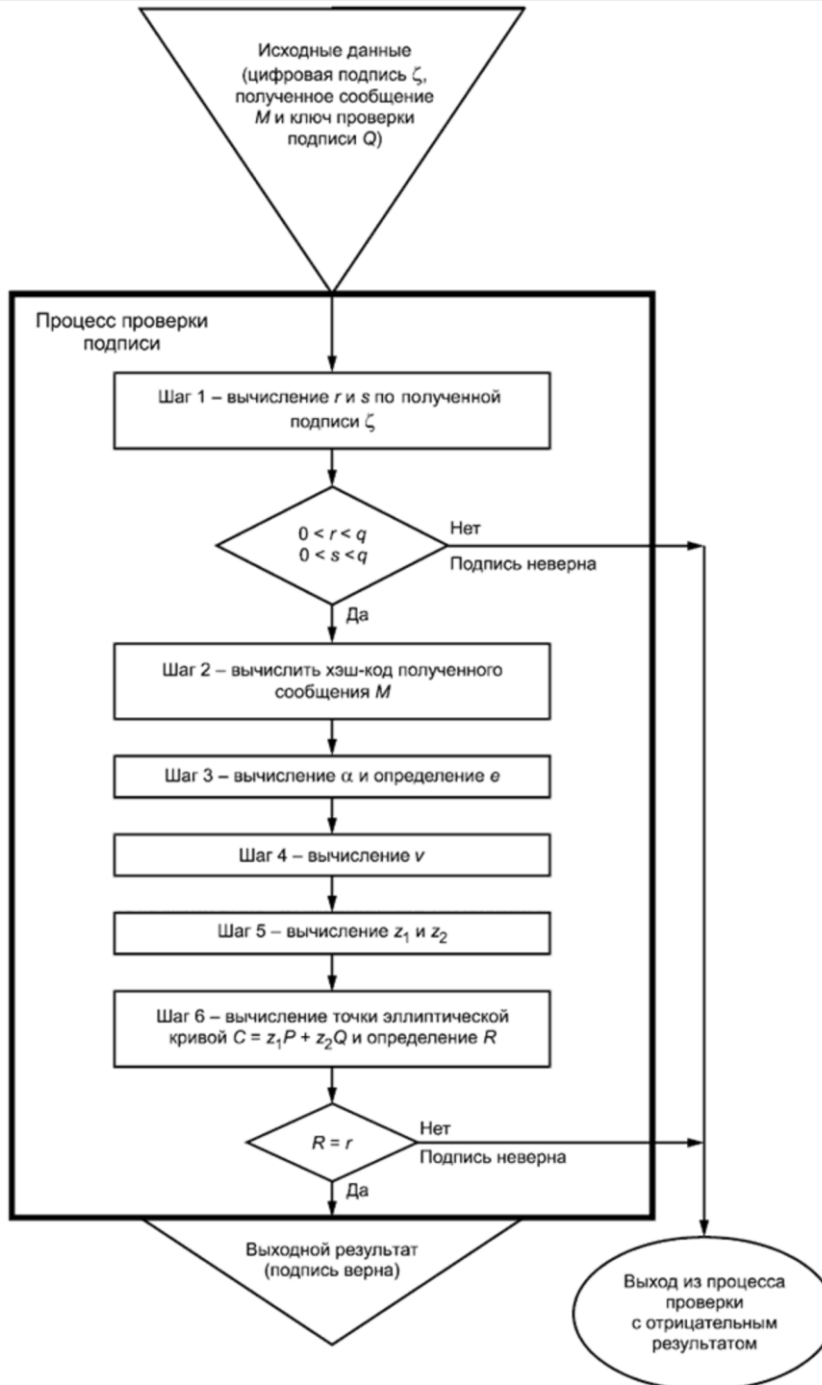 Исходные данные
(цифровая подпись ζ,
полученное сообщение
M и ключ проверки
подписи Q)
Процесс проверки
подписи
Шаг 1 – вычисление r и s по полученной
подписи ζ
0 < r < q
0 < s < q
Нет
Подпись неверна
Да
Шаг 2 – вычислить хэш-код полученного
сообщения M
Шаг 3 – вычисление α и определение e
Шаг 4 – вычисление v
Шаг 5 – вычисление z₁ и z₂
Шаг 6 – вычисление точки эллиптической
кривой C = z₁P + z₂Q и определение R
R = r
Нет
Подпись неверна
Да
Выходной результат
(подпись верна)
Выход из процесса
проверки
с отрицательным
результатом